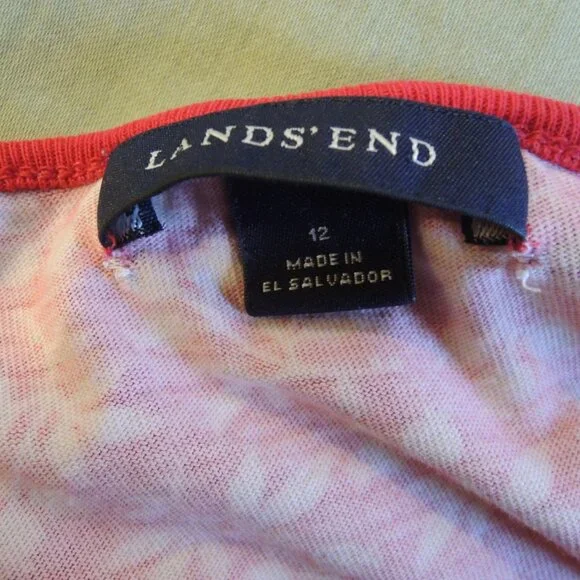 LANDS' END
12
MADE IN
EL SALVADOR